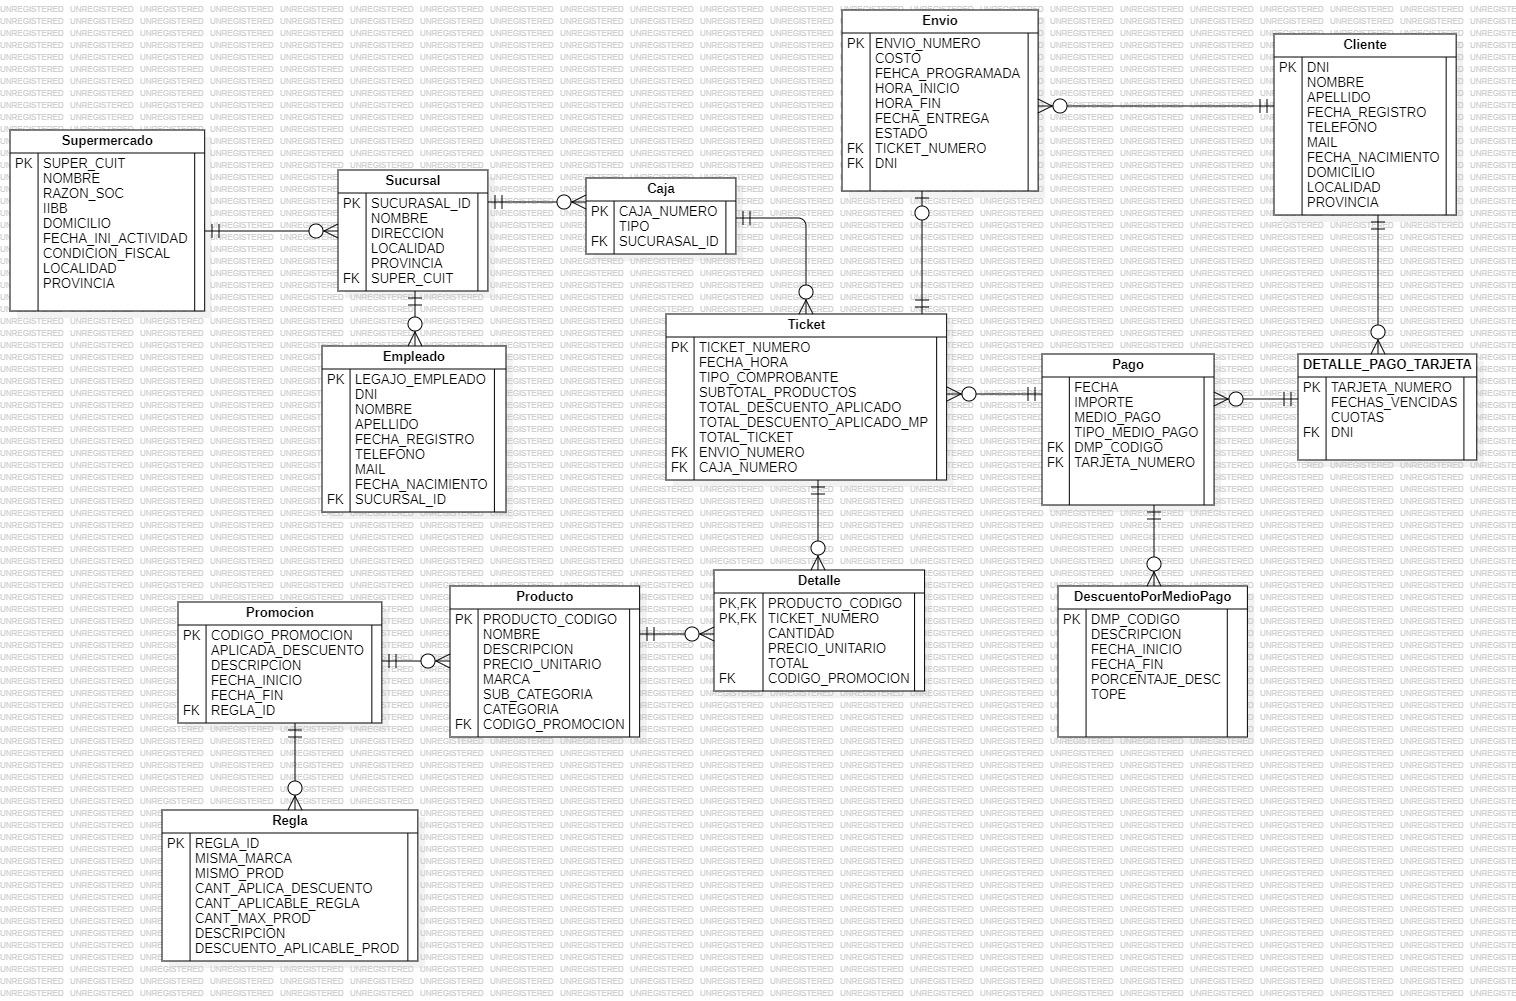 Supermercado
PK SUPER_CUIT
NOMBRE
RAZON_SOC
IIBB
DOMICILIO
FECHA_INI_ACTIVIDAD
CONDICION_FISCAL
LOCALIDAD
PROVINCIA
Sucursal
PK SUCURASAL_ID
NOMBRE
DIRECCION
LOCALIDAD
PROVINCIA
FK SUPER_CUIT
Caja
PK CAJA_NUMERO
TIPO
FK SUCURASAL_ID
Envio
PK ENVIO_NUMERO
COSTO
FEHCA_PROGRAMADA
HORA_INICIO
HORA_FIN
FECHA_ENTREGA
ESTADO
FK TICKET_NUMERO
FK DNI
Cliente
PK DNI
NOMBRE
APELLIDO
FECHA_REGISTRO
TELEFONO
MAIL
FECHA_NACIMIENTO
DOMICILIO
LOCALIDAD
PROVINCIA
Empleado
PK LEGAJO_EMPLEADO
DNI
NOMBRE
APELLIDO
FECHA_REGISTRO
TELEFONO
MAIL
FECHA_NACIMIENTO
FK SUCURSAL_ID
Ticket
PK TICKET_NUMERO
FECHA_HORA
TIPO_COMPROBANTE
SUBTOTAL_PRODUCTOS
TOTAL_DESCUENTO_APLICADO
TOTAL_DESCUENTO_APLICADO_MP
TOTAL_TICKET
FK ENVIO_NUMERO
FK CAJA_NUMERO
Pago
FECHA
IMPORTE
MEDIO_PAGO
TIPO_MEDIO_PAGO
FK DMP_CODIGO
FK TARJETA_NUMERO
DETALLE_PAGO_TARJETA
PK TARJETA_NUMERO
FECHAS_VENCIDAS
CUOTAS
FK DNI
Promocion
PK CODIGO_PROMOCION
APLICADA_DESCUENTO
DESCRIPCION
FECHA_INICIO
FECHA_FIN
FK REGLA_ID
Producto
PK PRODUCTO_CODIGO
NOMBRE
DESCRIPCION
PRECIO_UNITARIO
MARCA
SUB_CATEGORIA
CATEGORIA
FK CODIGO_PROMOCION
Detalle
PK,FK PRODUCTO_CODIGO
PK,FK TICKET_NUMERO
CANTIDAD
PRECIO_UNITARIO
TOTAL
FK CODIGO_PROMOCION
DescuentoPorMedioPago
PK DMP_CODIGO
DESCRIPCION
FECHA_INICIO
FECHA_FIN
PORCENTAJE_DESC
TOPE
Regla
PK REGLA_ID
MISMA_MARCA
MISMO_PROD
CANT_APLICA_DESCUENTO
CANT_APLICABLE_REGLA
CANT_MAX_PROD
DESCRIPCION
DESCUENTO_APLICABLE_PROD
UNREGISTERED